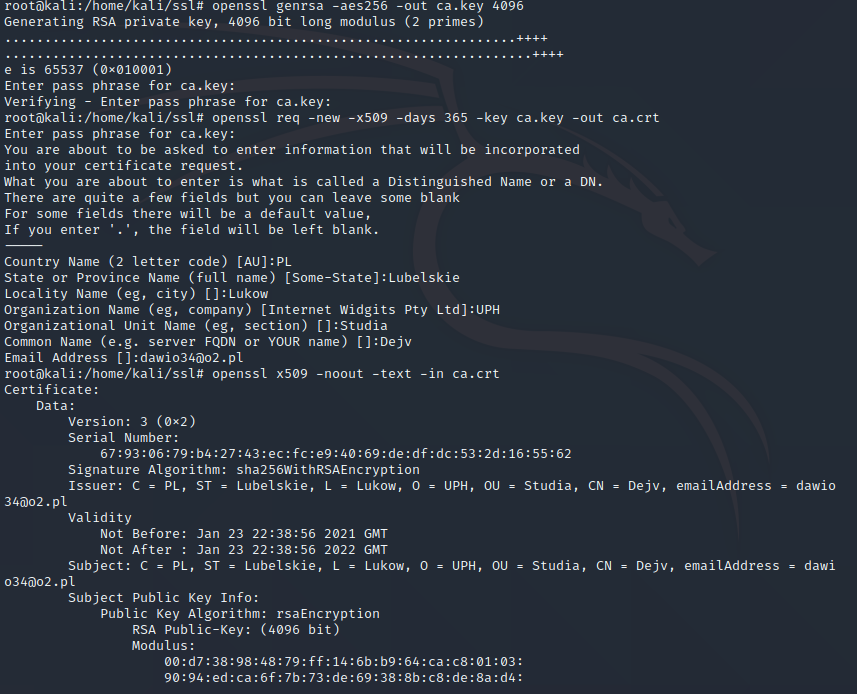 root@kali:/home/kali/ssl# openssl genrsa -aes256 -out ca.key 4096
Generating RSA private key, 4096 bit long modulus (2 primes)
................................................................++++
..................................................................++++
e is 65537 (0x010001)
Enter pass phrase for ca.key:
Verifying - Enter pass phrase for ca.key:
root@kali:/home/kali/ssl# openssl req -new -x509 -days 365 -key ca.key -out ca.crt
Enter pass phrase for ca.key:
You are about to be asked to enter information that will be incorporated
into your certificate request.
What you are about to enter is what is called a Distinguished Name or a DN.
There are quite a few fields but you can leave some blank
For some fields there will be a default value,
If you enter '.', the field will be left blank.
-----
Country Name (2 letter code) [AU]:PL
State or Province Name (full name) [Some-State]:Lubelskie
Locality Name (eg, city) []:Lukow
Organization Name (eg, company) [Internet Widgits Pty Ltd]:UPH
Organizational Unit Name (eg, section) []:Studia
Common Name (e.g. server FQDN or YOUR name) []:Dejv
Email Address []:dawio34@o2.pl
root@kali:/home/kali/ssl# openssl x509 -noout -text -in ca.crt
Certificate:
    Data:
        Version: 3 (0x2)
        Serial Number:
            67:93:06:79:b4:27:43:ec:fc:e9:40:69:de:df:dc:53:2d:16:55:62
        Signature Algorithm: sha256WithRSAEncryption
        Issuer: C = PL, ST = Lubelskie, L = Lukow, O = UPH, OU = Studia, CN = Dejv, emailAddress = dawio
34@o2.pl
        Validity
            Not Before: Jan 23 22:38:56 2021 GMT
            Not After : Jan 23 22:38:56 2022 GMT
        Subject: C = PL, ST = Lubelskie, L = Lukow, O = UPH, OU = Studia, CN = Dejv, emailAddress = dawi
o34@o2.pl
        Subject Public Key Info:
            Public Key Algorithm: rsaEncryption
                RSA Public-Key: (4096 bit)
                Modulus:
                    00:d7:38:98:48:79:ff:14:6b:b9:64:ca:c8:01:03:
                    90:94:ed:ca:6f:7b:73:de:69:38:8b:c8:de:8a:d4: